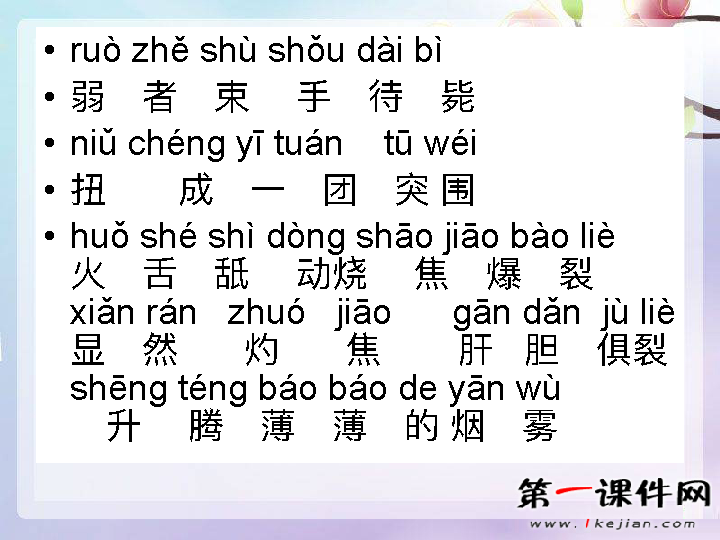 • ruò zhě shù shǒu dài bì
• 弱 者 束 手 待 毙
• niǔ chéng yī tuán tū wéi
• 扭 成 一 团 突 围
• huǒ shé shì dòng shāo jiāo bào liè
火 舌 舐 动烧 焦 爆 裂
xiǎn rán zhuó jiāo gān dǎn jù liè
显 然 灼 焦 肝 胆 俱裂
shēng téng báo báo de yān wù
升 腾 薄 薄 的 烟 雾
第一课件网
www.1kejian.com